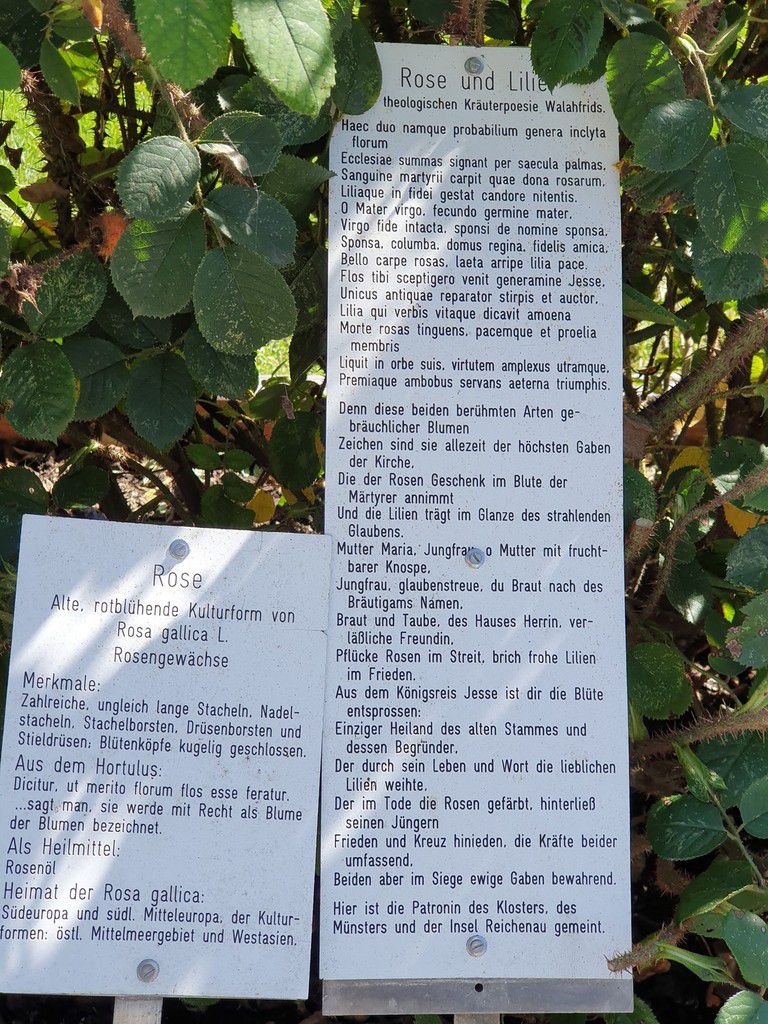 Rose und Lilie
theologischen Kräuterpoesie Walahfrids.
Haec duo namque probabilium genera inclyta
florum
Ecclesiae summas signant per saecula palmas,
Sanguine martyrii carpit quae dona rosarum,
Liliaque in fidei gestat candore nitentis.
O Mater virgo, fecundo germine mater,
Virgo fide intacta, sponsi de nomine sponsa,
Sponsa, columba, domus regina, fidelis amica,
Bello carpe rosas, laeta arripe lilia pace.
Flos tibi sceptigero venit generamine Jesse,
Unicus antiquae reparator stirpis et auctor,
Lilia qui verbis vitaque dicavit amoena
Morte rosas tinguens, pacemque et proelia
membris
Liquit in orbe suis, virtutem amplexus utramque,
Premiaque ambobus servans aeterna triumphis.
Denn diese beiden berühmten Arten ge-
bräuchlicher Blumen
Zeichen sind sie allezeit der höchsten Gaben
der Kirche,
Die der Rosen Geschenk im Blute der
Märtyrer annimmt
Und die Lilien trägt im Glanze des strahlenden
Glaubens.
Mutter Maria, Jungfrau, o Mutter mit frucht-
barer Knospe,
Jungfrau, glaubenstreue, du Braut nach des
Bräutigams Namen,
Braut und Taube, des Hauses Herrin, ver-
läßliche Freundin,
Pflücke Rosen im Streit, brich frohe Lilien
im Frieden.
Aus dem Königsreis Jesse ist dir die Blüte
entsprossen:
Einziger Heiland des alten Stammes und
dessen Begründer,
Der durch sein Leben und Wort die lieblichen
Lilien weihte,
Der im Tode die Rosen gefärbt, hinterließ
seinen Jüngern
Frieden und Kreuz hinieden, die Kräfte beider
umfassend,
Beiden aber im Siege ewige Gaben bewahrend.
Hier ist die Patronin des Klosters, des
Münsters und der Insel Reichenau gemeint.
Rose
Alte, rotblühende Kulturform von
Rosa gallica L.
Rosengewächse
Merkmale:
Zahlreiche, ungleich lange Stacheln, Nadel-
stacheln, Stachelborsten, Drüsenborsten und
Stieldrüsen; Blütenköpfe kugelig geschlossen.
Aus dem Hortulus:
Dicitur, ut merito florum flos esse feratur.
...sagt man, sie werde mit Recht als Blume
der Blumen bezeichnet.
Als Heilmittel:
Rosenöl
Heimat der Rosa gallica:
Südeuropa und südl. Mitteleuropa, der Kultur-
formen: östl. Mittelmeergebiet und Westasien.